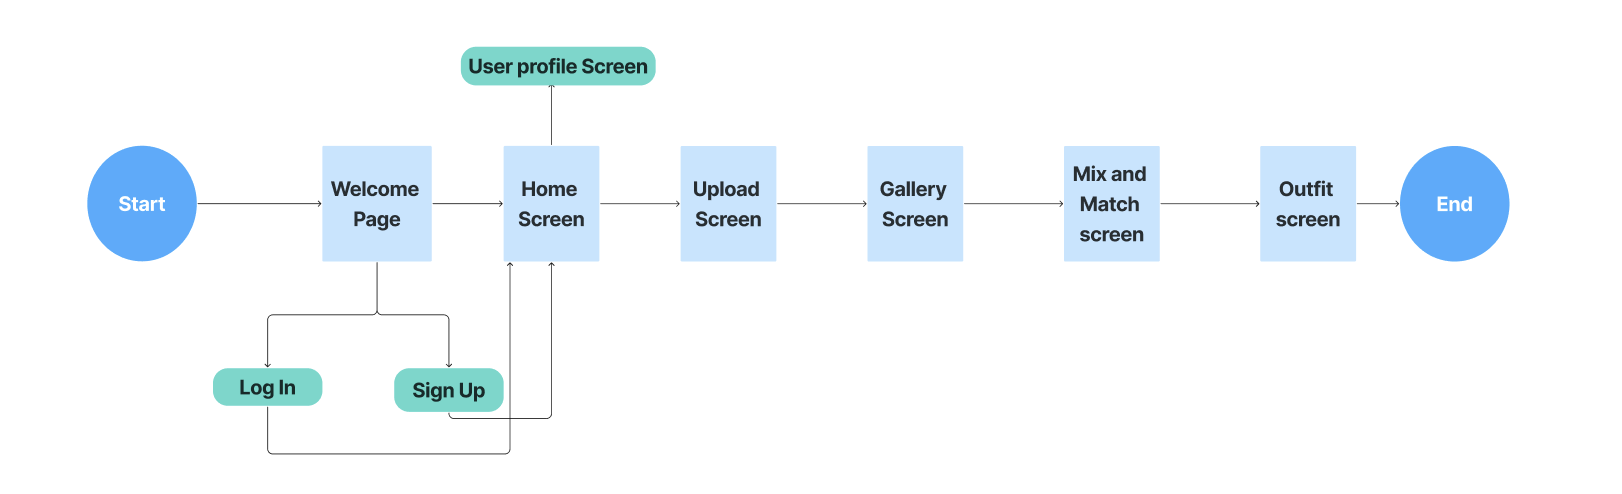 User profile Screen
Start
Welcome
Page
Home
Screen
Upload
Screen
Gallery
Screen
Mix and
Match
screen
Outfit
screen
End
Log In
Sign Up